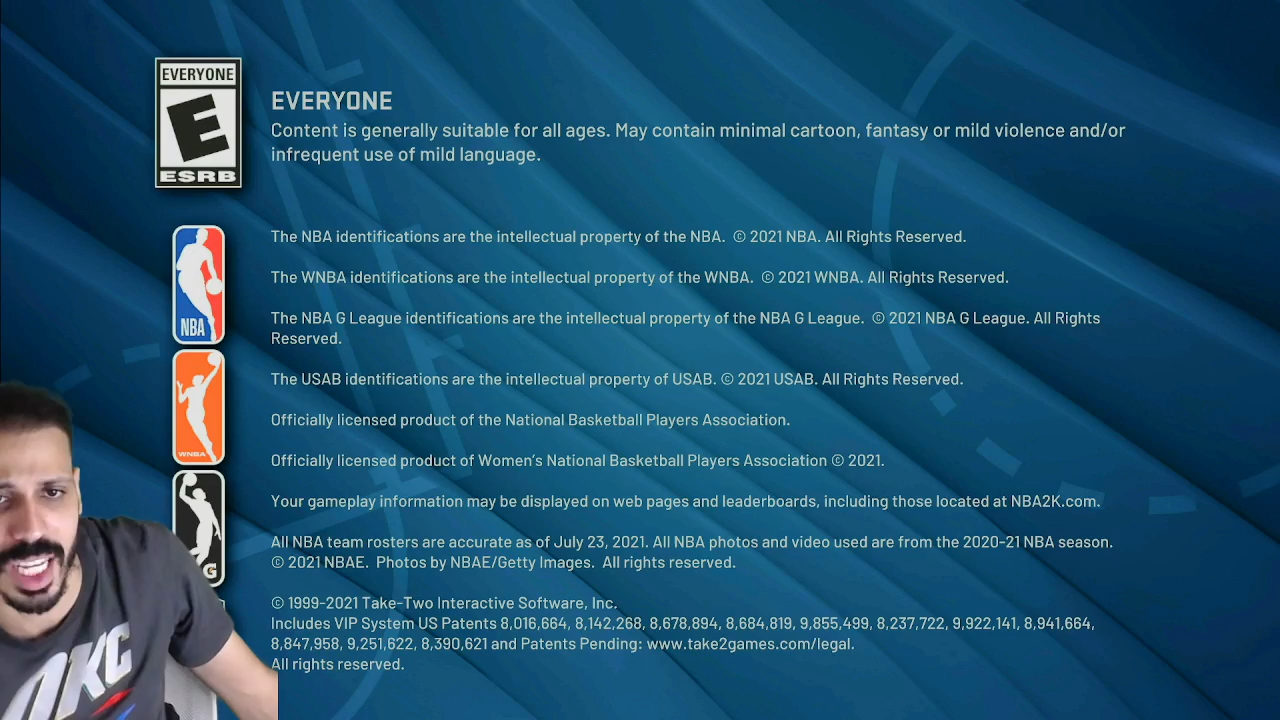 EVERYONE
E
ESRB
EVERYONE
Content is generally suitable for all ages. May contain minimal cartoon, fantasy or mild violence and/or
infrequent use of mild language.
NBA
The NBA identifications are the intellectual property of the NBA. © 2021 NBA. All Rights Reserved.
The WNBA identifications are the intellectual property of the WNBA. © 2021 WNBA. All Rights Reserved.
The NBA G League identifications are the intellectual property of the NBA G League. © 2021 NBA G League. All Rights
Reserved.
WNBA
The USAB identifications are the intellectual property of USAB. © 2021 USAB. All Rights Reserved.
Officially licensed product of the National Basketball Players Association.
Officially licensed product of Women's National Basketball Players Association © 2021.
G
Your gameplay information may be displayed on web pages and leaderboards, including those located at NBA2K.com.
All NBA team rosters are accurate as of July 23, 2021. All NBA photos and video used are from the 2020-21 NBA season.
© 2021 NBAE. Photos by NBAE/Getty Images. All rights reserved.
© 1999-2021 Take-Two Interactive Software, Inc.
Includes VIP System US Patents 8,016,664, 8,142,268, 8,678,894, 8,684,819, 9,855,499, 8,237,722, 9,922,141, 8,941,664,
8,847,958, 9,251,622, 8,390,621 and Patents Pending: www.take2games.com/legal.
All rights reserved.
OKC